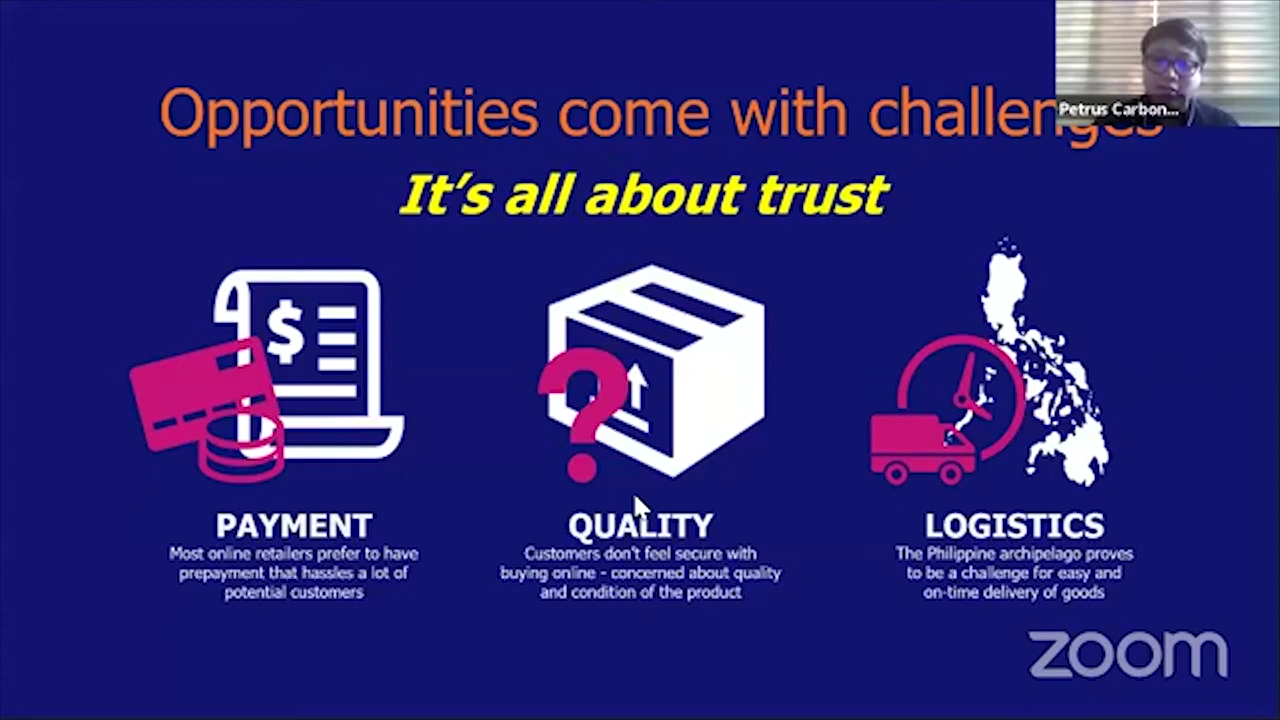 Opportunities come with challenges
Petrus Carbon...
It's all about trust
$
?
PAYMENT
Most online retailers prefer to have
prepayment that hassles a lot of
potential customers
QUALITY
Customers don't feel secure with
buying online - concerned about quality
and condition of the product
LOGISTICS
The Philippine archipelago proves
to be a challenge for easy and
on-time delivery of goods
zoom